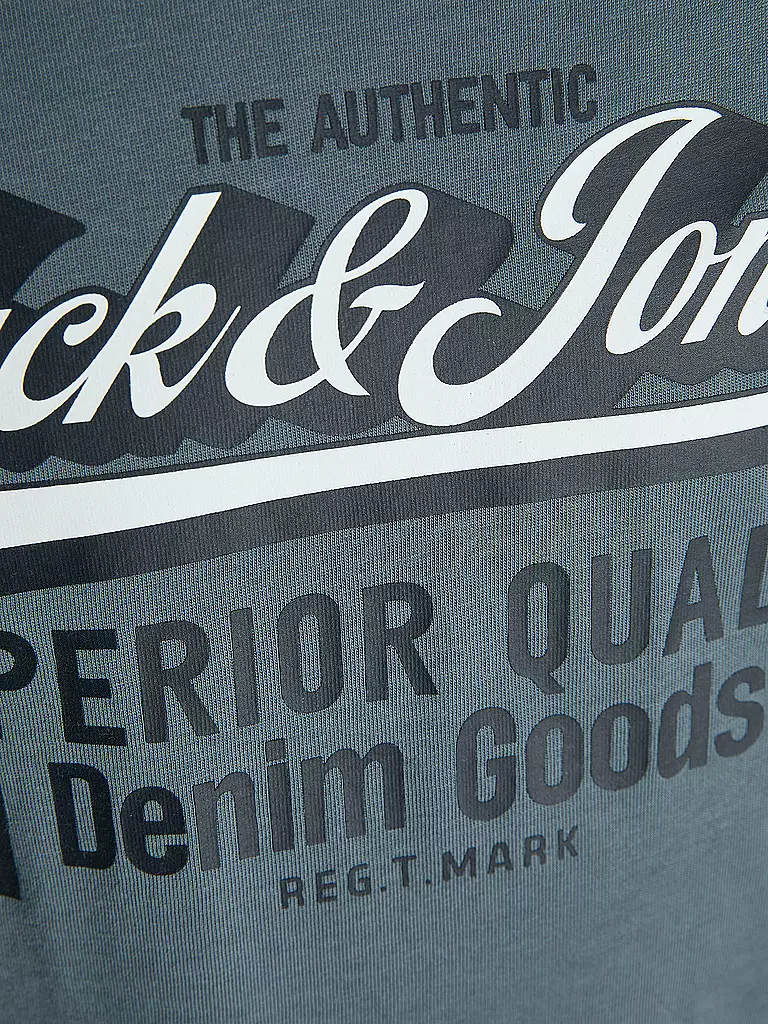 THE AUTHENTIC
ck & Jon
PERIOR QUAL
Denim Goods
REG.T.MARK